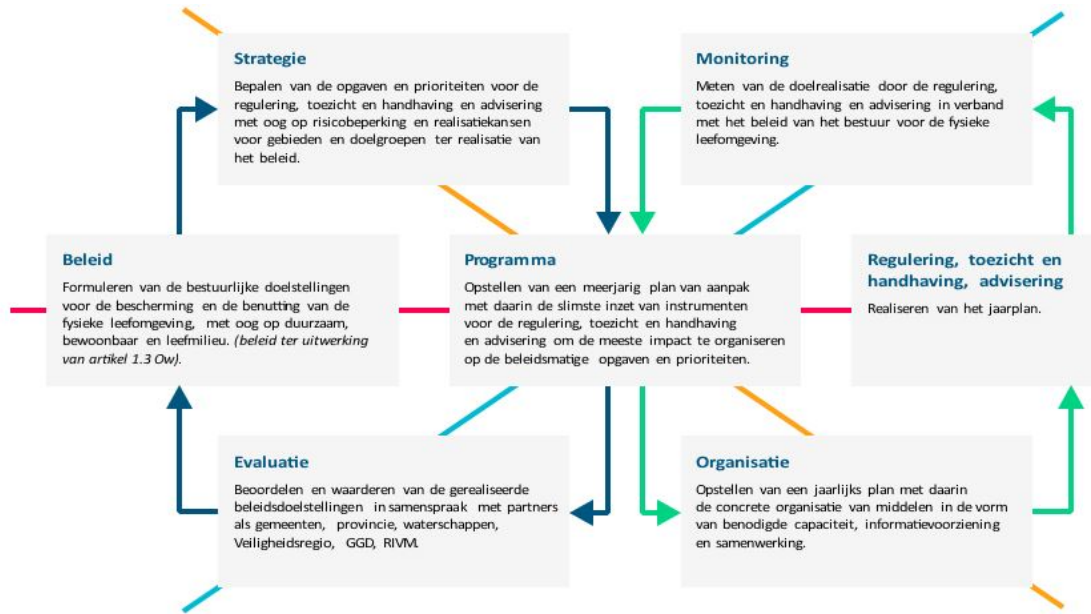 Strategie
Bepalen van de opgaven en prioriteiten voor de
regulering, toezicht en handhaving en advisering
met oog op risicobeperking en realisatiekansen
voor gebieden en doelgroepen ter realisatie van
het beleid.
Monitoring
Meten van de doelrealisatie door de regulering,
toezicht en handhaving en advisering in verband
met het beleid van het bestuur voor de fysieke
leefomgeving.
Beleid
Formuleren van de bestuurlijke doelstellingen
voor de bescherming en de benutting van de
fysieke leefomgeving, met oog op duurzaam,
bewoonbaar en leefmilieu. (beleid ter uitwerking
van artikel 1.3 Ow).
Programma
Opstellen van een meerjarig plan van aanpak
met daarin de slimste inzet van instrumenten
voor de regulering, toezicht en handhaving
en advisering om de meeste impact te organiseren
op de beleidsmatige opgaven en prioriteiten.
Regulering, toezicht en
handhaving, advisering
Realiseren van het jaarplan.
Evaluatie
Beoordelen en waarderen van de gerealiseerde
beleidsdoelstellingen in samenspraak met partners
als gemeenten, provincie, waterschappen,
Veiligheidsregio, GGD, RIVM.
Organisatie
Opstellen van een jaarlijks plan met daarin
de concrete organisatie van middelen in de vorm
van benodigde capaciteit, informatievoorziening
en samenwerking.